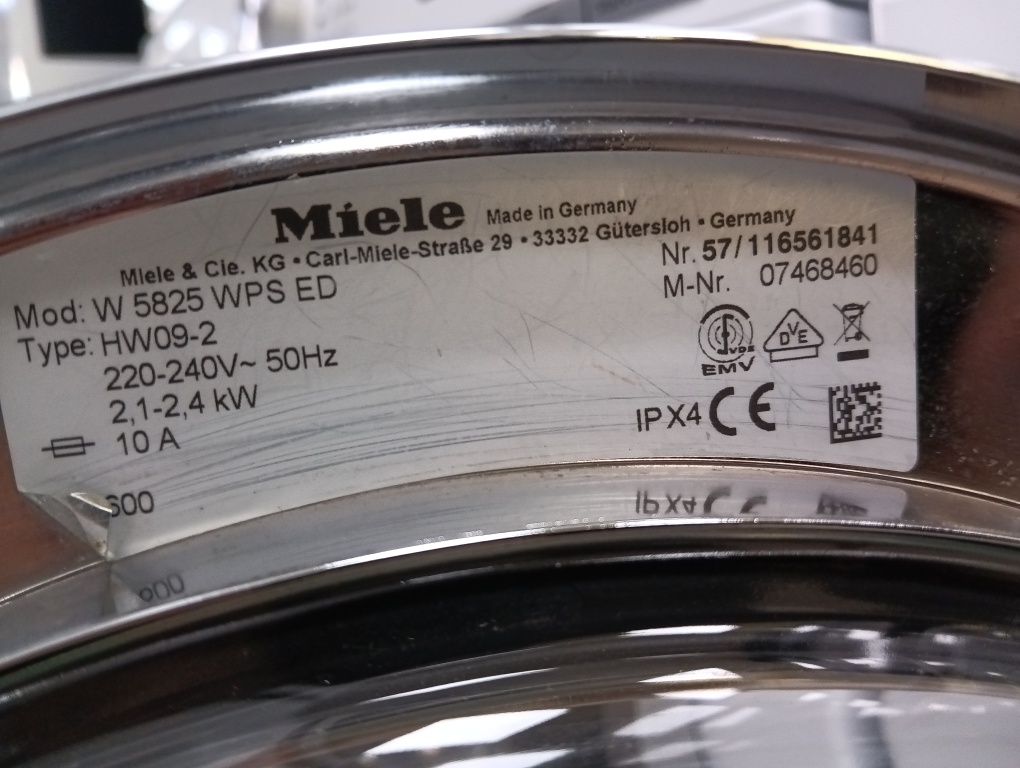 Miele Made in Germany
Miele & Cie. KG • Carl-Miele-Straße 29 • 33332 Gütersloh • Germany
Mod: W 5825 WPS ED
Nr. 57/116561841
Type: HW09-2
M-Nr. 07468460
220-240V~ 50Hz
2,1-2,4 kW
10 A
VDE
EMV
DVE
IPX4 CE
600